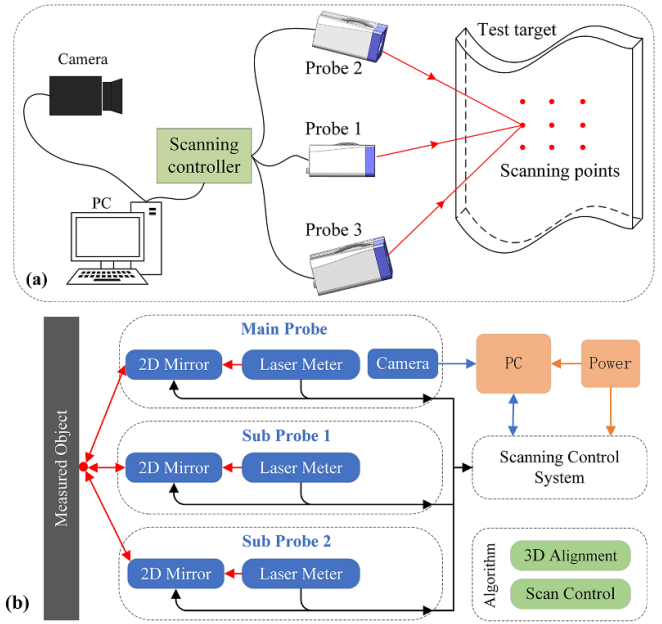 Camera
Probe 2
Test target
Scanning
controller
Probe 1
Scanning points
PC
Probe 3
(a)
Measured Object
Main Probe
2D Mirror
Laser Meter
Camera
PC
Power
Sub Probe 1
2D Mirror
Laser Meter
Scanning Control
System
Sub Probe 2
2D Mirror
Laser Meter
Algorithm
3D Alignment
Scan Control
(b)